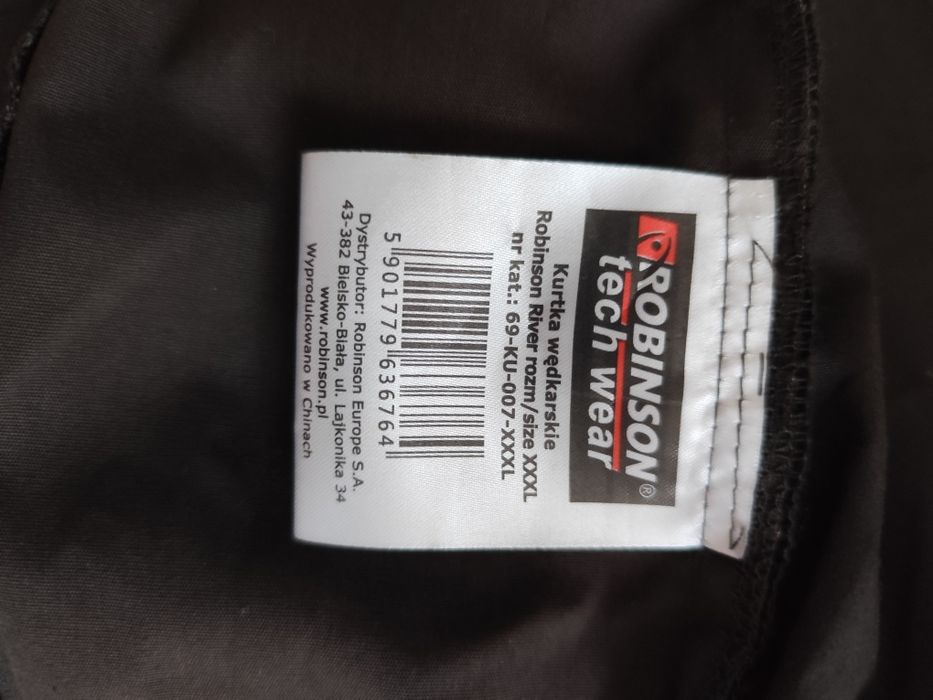 ROBINSON®
tech wear
Kurtka wędkarskie
Robinson River rozm/size XXXL
nr kat.: 69-KU-007-XXXL
5 901779 636764
Dystrybutor: Robinson Europe S.A.
43-382 Bielsko-Biała, ul. Lajkonika 34
www.robinson.pl
Wyprodukowano w Chinach